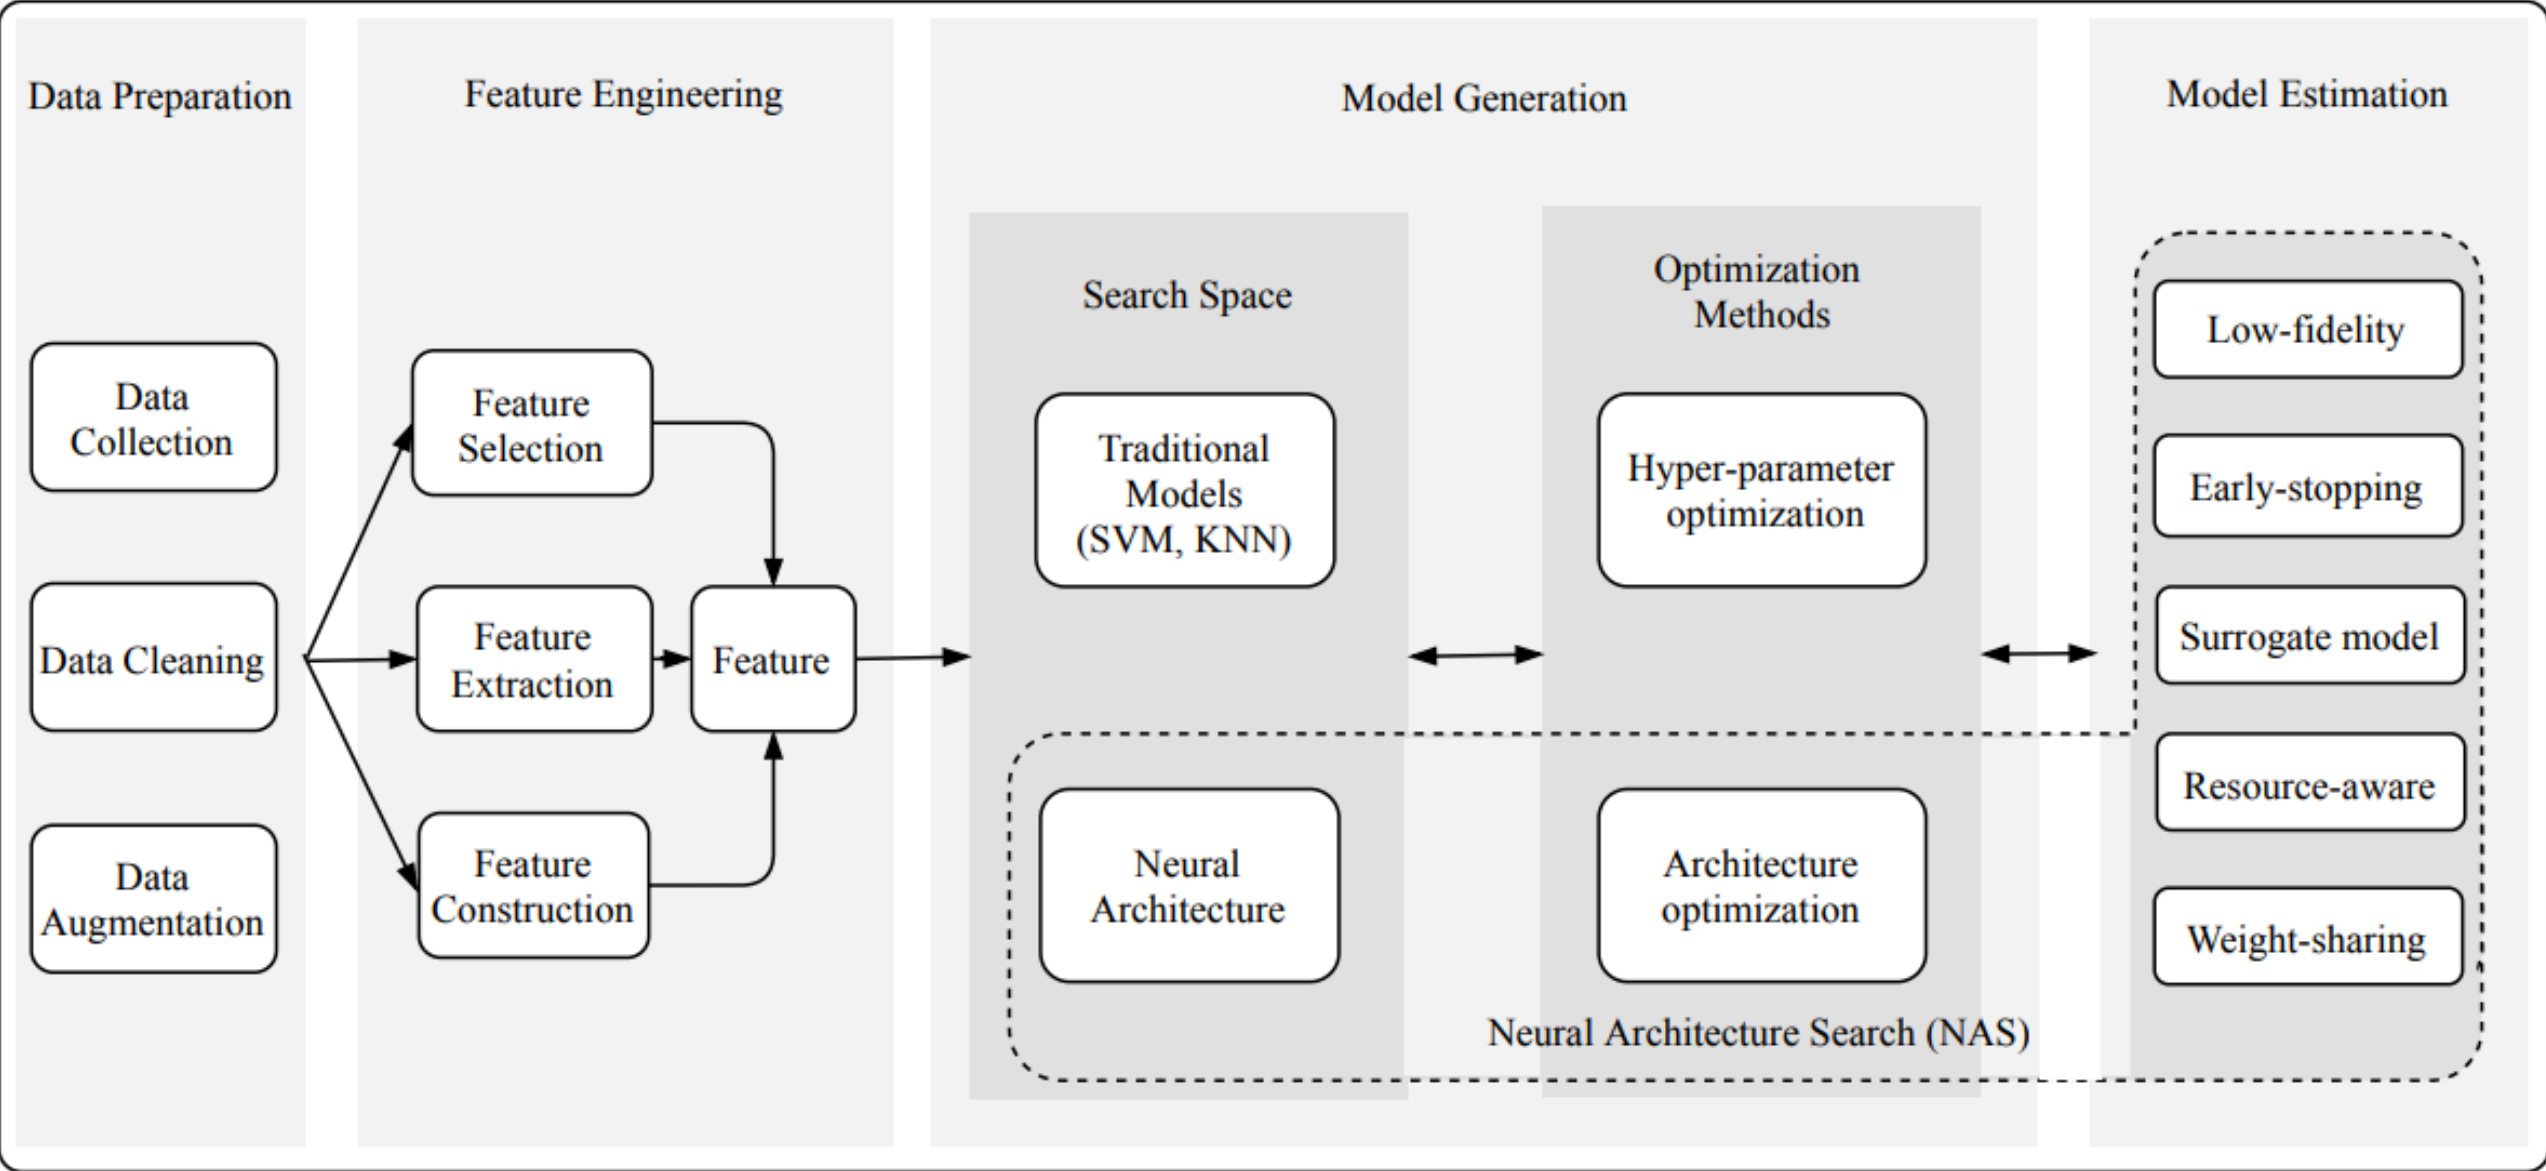 Data Preparation
Data
Collection
Data Cleaning
Data
Augmentation
Feature Engineering
Feature
Selection
Feature
Extraction
Feature
Construction
Feature
Model Generation
Search Space
Traditional
Models
(SVM, KNN)
Neural
Architecture
Optimization
Methods
Hyper-parameter
optimization
Architecture
optimization
Neural Architecture Search (NAS)
Model Estimation
Low-fidelity
Early-stopping
Surrogate model
Resource-aware
Weight-sharing